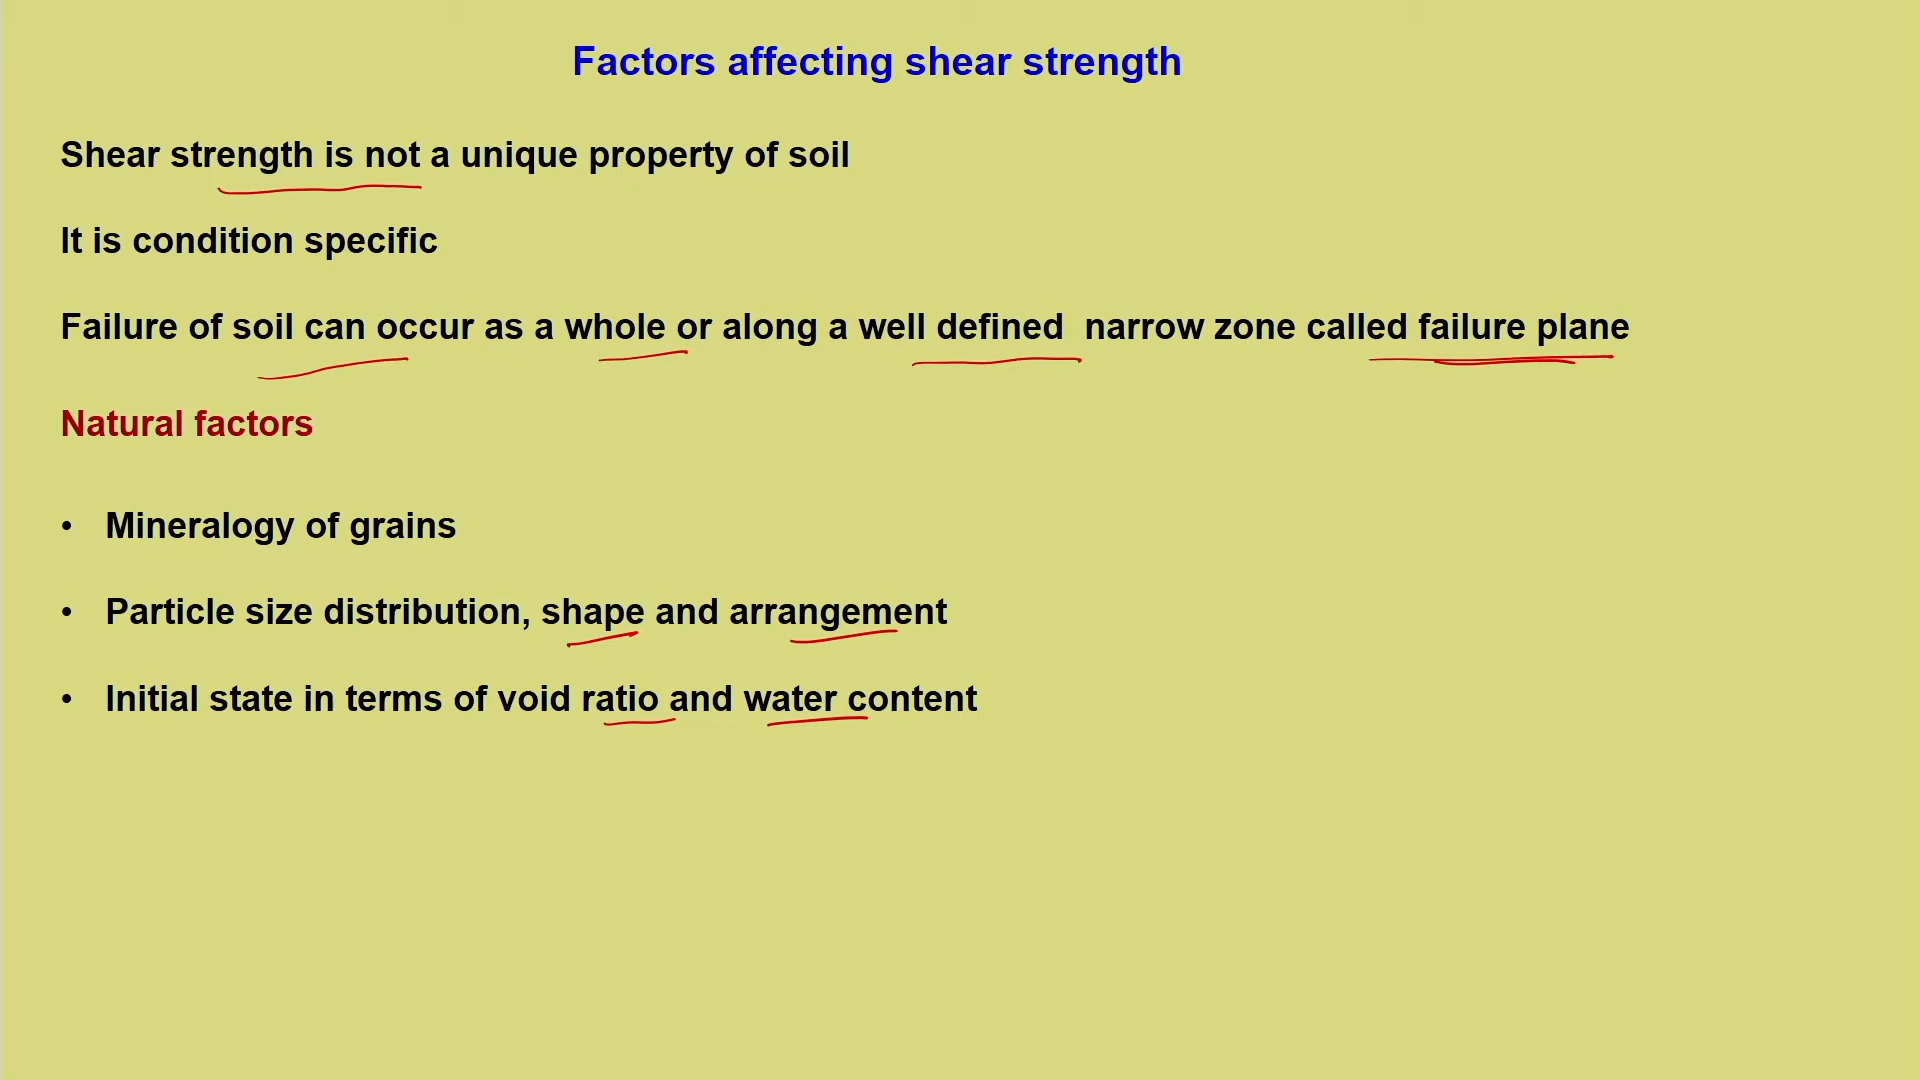 Factors affecting shear strength
Shear strength is not a unique property of soil
It is condition specific
Failure of soil can occur as a whole or along a well defined  narrow zone called failure plane
Natural factors
• Mineralogy of grains
• Particle size distribution, shape and arrangement
• Initial state in terms of void ratio and water content